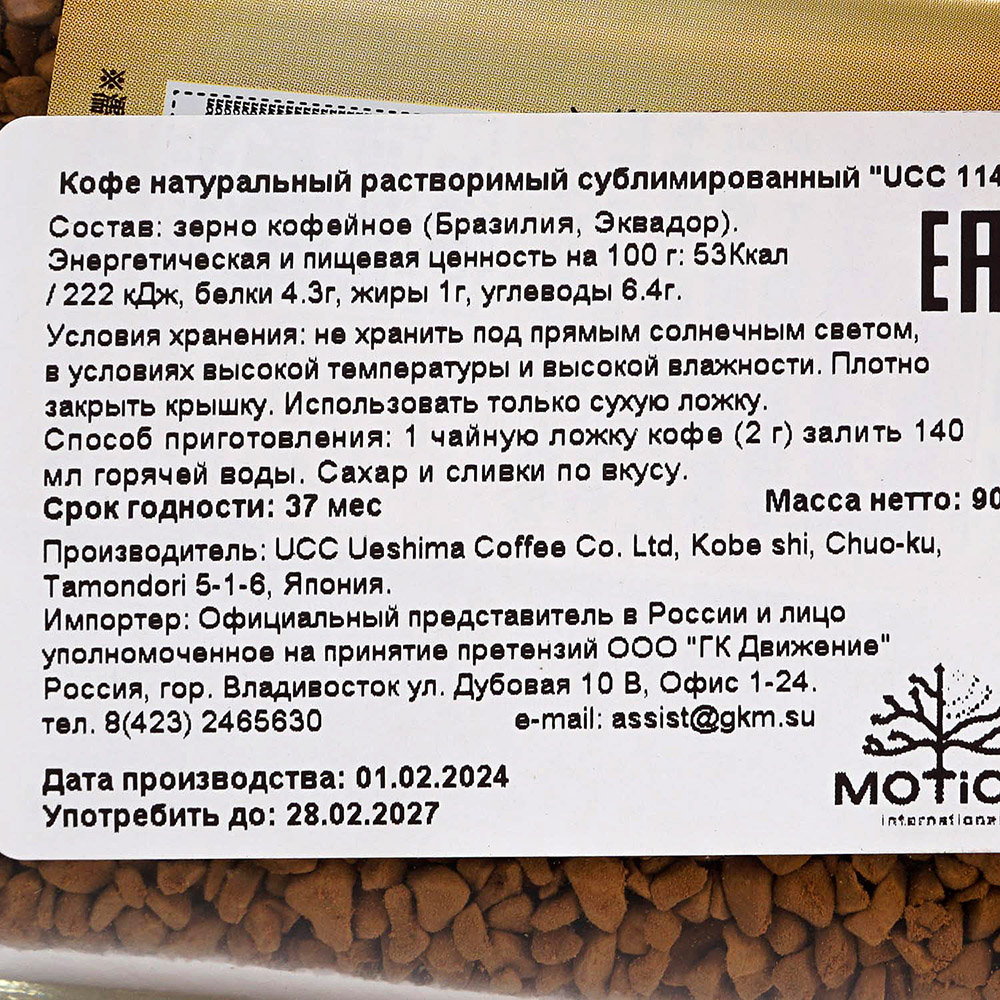 Кофе натуральный растворимый сублимированный "UCC 114
Состав: зерно кофейное (Бразилия, Эквадор).
Энергетическая и пищевая ценность на 100 г: 53Ккал
/ 222 кДж, белки 4.3г, жиры 1г, углеводы 6.4г.
EA
Условия хранения: не хранить под прямым солнечным светом,
в условиях высокой температуры и высокой влажности. Плотно
закрыть крышку. Использовать только сухую ложку.
Способ приготовления: 1 чайную ложку кофе (2 г) залить 140
мл горячей воды. Сахар и сливки по вкусу.
Срок годности: 37 мес Масса нетто: 90
Производитель: UCC Ueshima Coffee Co. Ltd, Kobe shi, Chuo-ku,
Tamondori 5-1-6, Япония.
Импортер: Официальный представитель в России и лицо
уполномоченное на принятие претензий ООО "ГК Движение"
Россия, гор. Владивосток ул. Дубовая 10 В, Офис 1-24.
тел. 8(423) 2465630 e-mail: assist@gkm.su
Дата производства: 01.02.2024
Употребить до: 28.02.2027
MOTiO
international